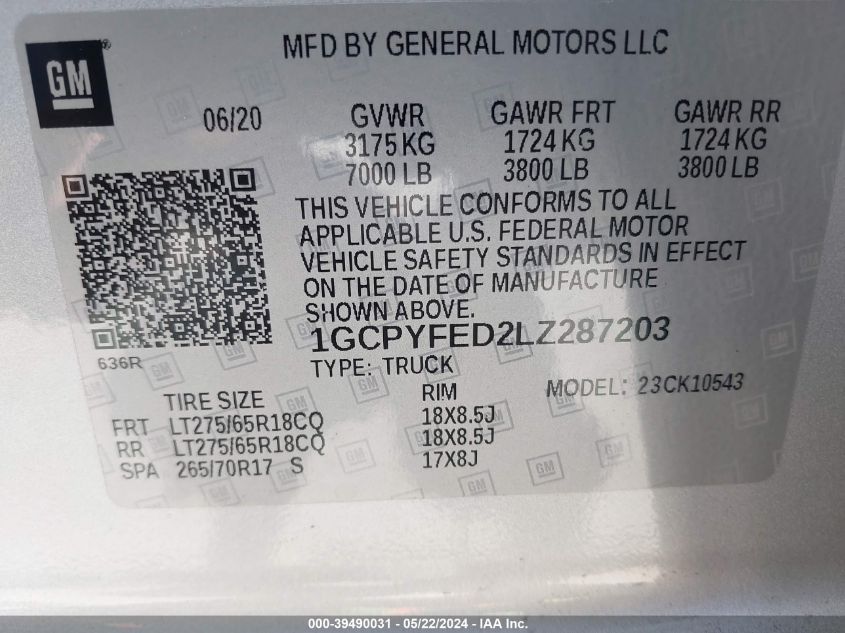 GM
MFD BY GENERAL MOTORS LLC
06/20 GVWR GAWR FRT GAWR RR
3175 KG 1724 KG 1724 KG
7000 LB 3800 LB 3800 LB
THIS VEHICLE CONFORMS TO ALL
APPLICABLE U.S. FEDERAL MOTOR
VEHICLE SAFETY STANDARDS IN EFFECT
ON THE DATE OF MANUFACTURE
SHOWN ABOVE.
1GCPYFED2LZ287203
636R
TYPE: TRUCK
TIRE SIZE RIM MODEL: 23CK10543
FRT LT275/65R18CQ 18X8.5J
RR LT275/65R18CQ 18X8.5J
SPA 265/70R17 S 17X8J
000-39490031 - 05/22/2024 - IAA Inc.